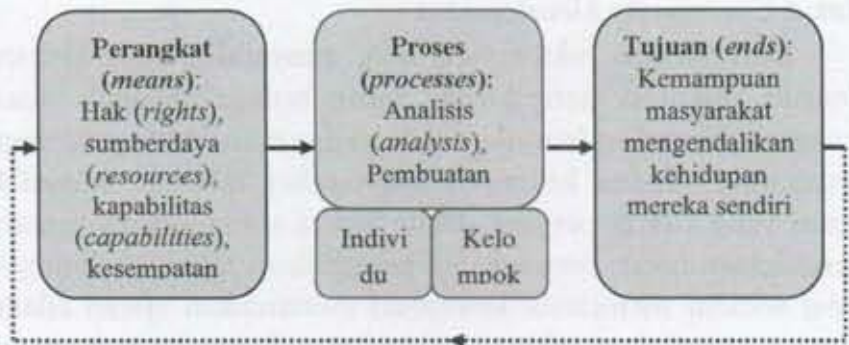 Perangkat
(means):
Hak (rights),
sumberdaya
(resources),
kapabilitas
(capabilities),
kesempatan
Proses
(processes):
Analisis
(analysis),
Pembuatan
Indivi
du
Kelo
mpok
Tujuan (ends):
Kemampuan
masyarakat
mengendalikan
kehidupan
mereka sendiri